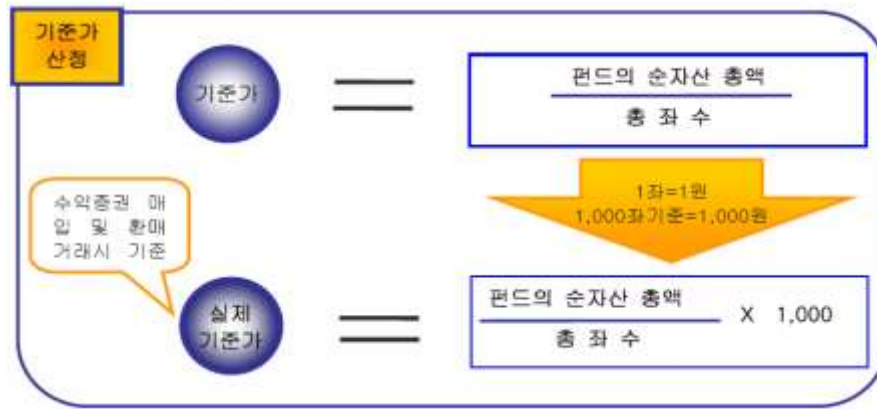 기준가
산정
기준가
펀드의 순자산 총액
총 좌 수
1좌=1원
1,000좌기준=1,000원
수익증권 매
입 및 환매
거래시 기준
실제
기준가
펀드의 순자산 총액
총 좌 수
X 1,000